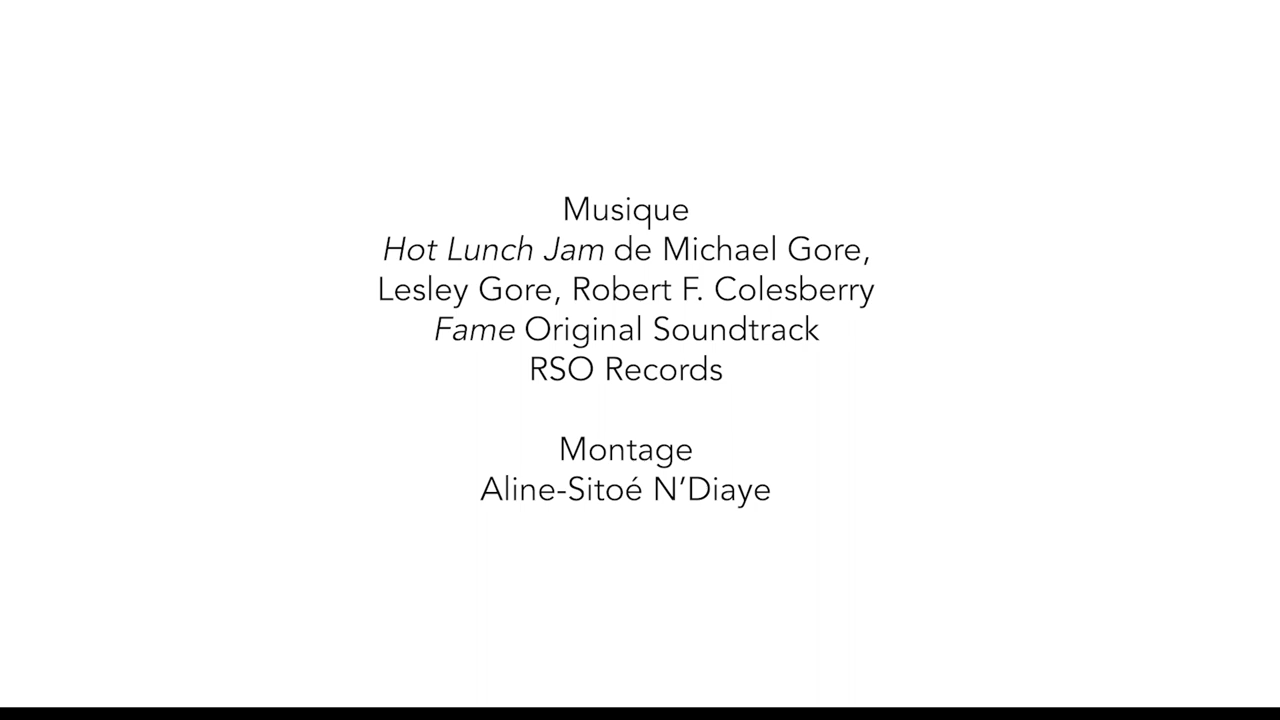 Musique
Hot Lunch Jam de Michael Gore,
Lesley Gore, Robert F. Colesberry
Fame Original Soundtrack
RSO Records
Montage
Aline-Sitoé N’Diaye